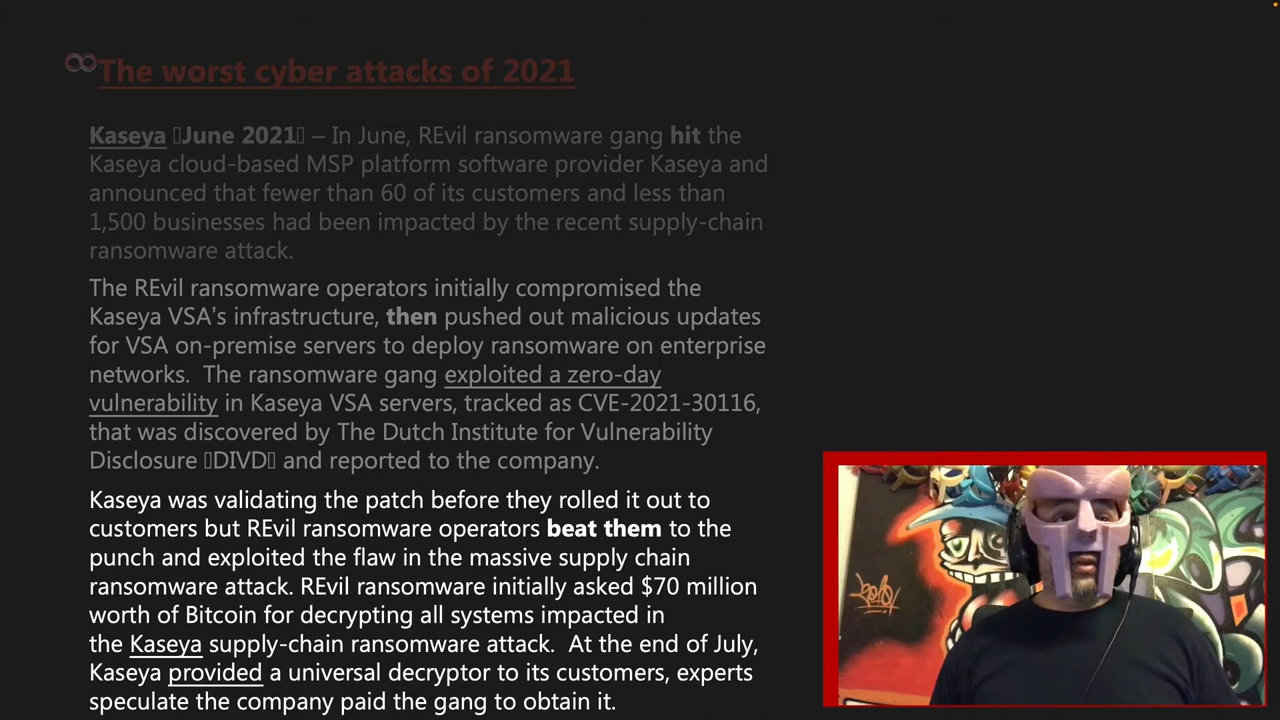 The worst cyber attacks of 2021
Kaseya ▯June 2021▯ – In June, REvil ransomware gang hit the
Kaseya cloud-based MSP platform software provider Kaseya and
announced that fewer than 60 of its customers and less than
1,500 businesses had been impacted by the recent supply-chain
ransomware attack.
The REvil ransomware operators initially compromised the
Kaseya VSA’s infrastructure, then pushed out malicious updates
for VSA on-premise servers to deploy ransomware on enterprise
networks.  The ransomware gang exploited a zero-day
vulnerability in Kaseya VSA servers, tracked as CVE-2021-30116,
that was discovered by The Dutch Institute for Vulnerability
Disclosure ▯DIVD▯ and reported to the company.
Kaseya was validating the patch before they rolled it out to
customers but REvil ransomware operators beat them to the
punch and exploited the flaw in the massive supply chain
ransomware attack. REvil ransomware initially asked $70 million
worth of Bitcoin for decrypting all systems impacted in
the Kaseya supply-chain ransomware attack.  At the end of July,
Kaseya provided a universal decryptor to its customers, experts
speculate the company paid the gang to obtain it.